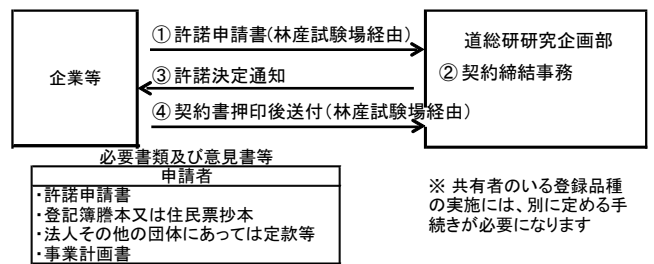 ①許諾申請書(林産試験場経由)
企業等
道総研研究企画部
②契約締結事務
③許諾決定通知
④契約書押印後送付(林産試験場経由)
必要書類及び意見書等
申請者
・許諾申請書
・登記簿謄本又は住民票抄本
・法人その他の団体にあっては定款等
・事業計画書
※ 共有者のいる登録品種
の実施には、別に定める手
続きが必要になります